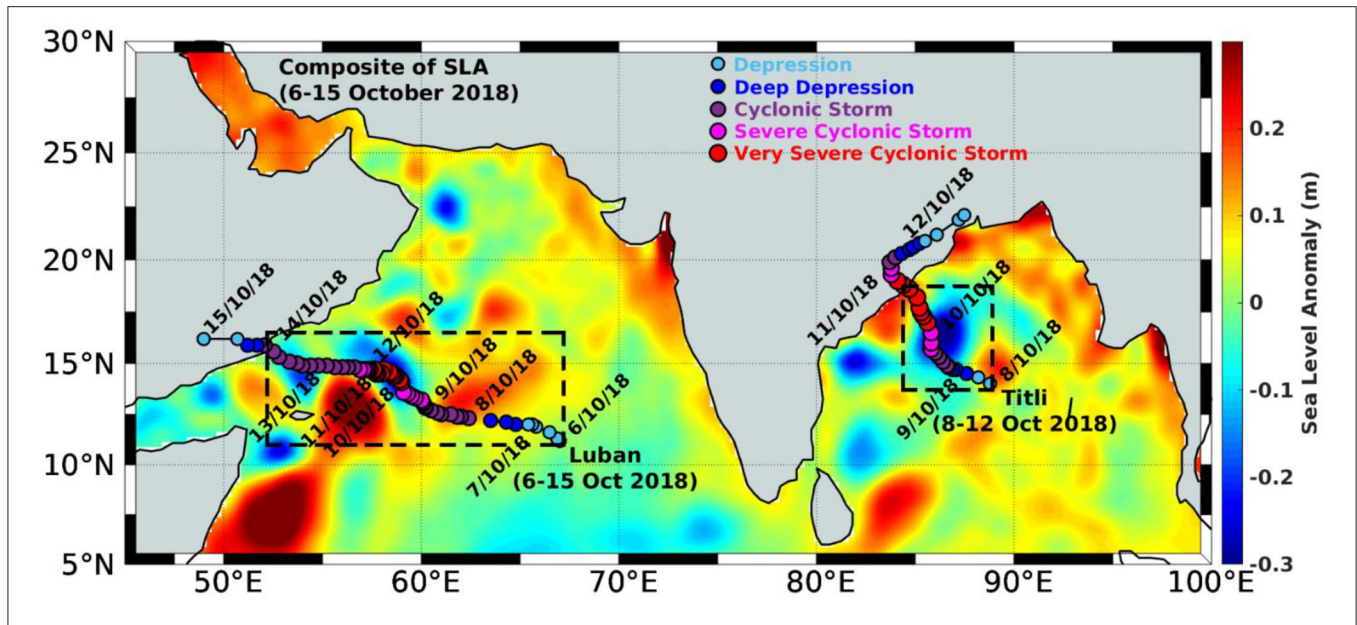 30°N
25°N
20°N
15°N
10°N
5°N
Composite of SLA
(6-15 October 2018)
Depression
Deep Depression
Cyclonic Storm
Severe Cyclonic Storm
Very Severe Cyclonic Storm
15/10/18
14/10/18
13/10/18
12/10/18
11/10/18
10/10/18
9/10/18
8/10/18
7/10/18
6/10/18
Luban
(6-15 Oct 2018)
12/10/18
11/10/18
10/10/18
9/10/18
8/10/18
Titli
(8-12 Oct 2018)
50°E
60°E
70°E
80°E
90°E
100°E
0.2
0.1
0
-0.1
-0.2
-0.3
Sea Level Anomaly (m)